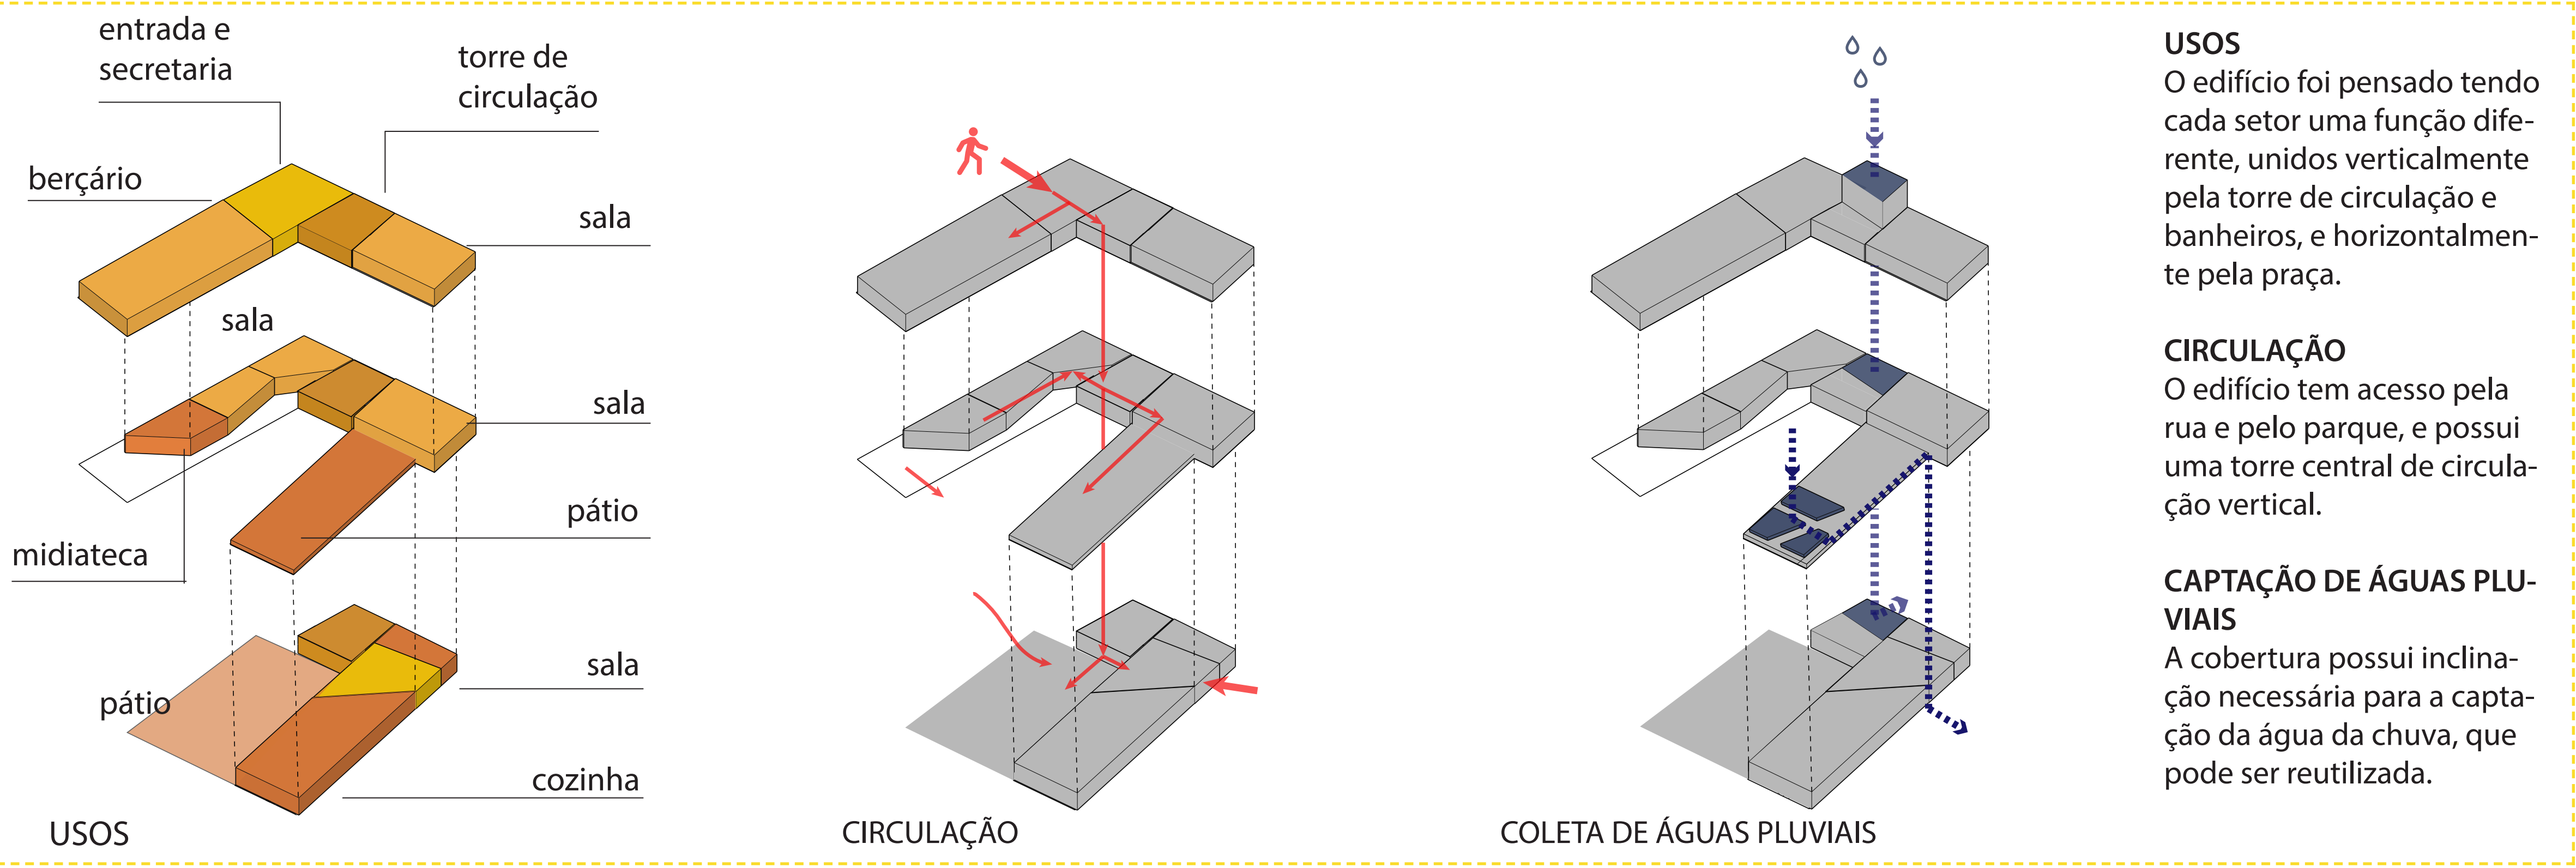 entrada e
secretaria
torre de
circulação
berçário
sala
sala
sala
pátio
midiateca
sala
pátio
cozinha
USOS
CIRCULAÇÃO
COLETA DE ÁGUAS PLUVIAIS
USOS
O edifício foi pensado tendo
cada setor uma função dife-
rente, unidos verticalmente
pela torre de circulação e
banheiros, e horizontalmen-
te pela praça.
CIRCULAÇÃO
O edifício tem acesso pela
rua e pelo parque, e possui
uma torre central de circula-
ção vertical.
CAPTAÇÃO DE ÁGUAS PLU-
VIAIS
A cobertura possui inclina-
ção necessária para a capta-
ção da água da chuva, que
pode ser reutilizada.